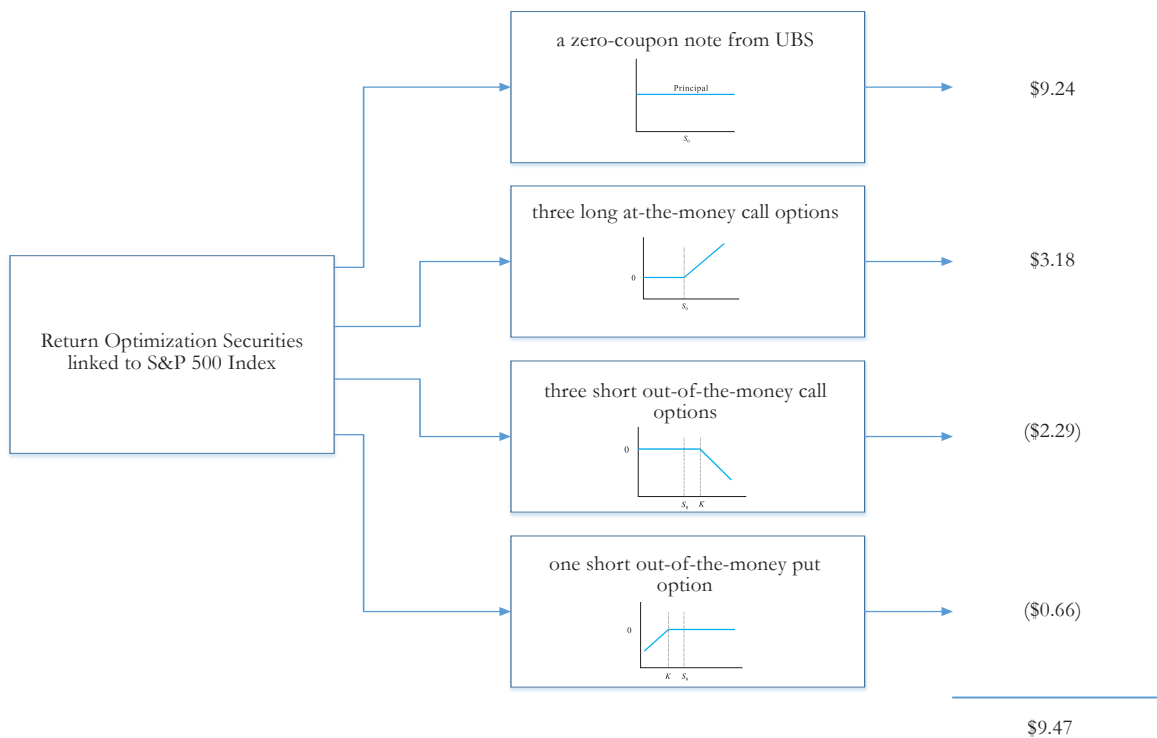 a zero-coupon note from UBS
Principal
S₀
$9.24
three long at-the-money call options
0
S₀
$3.18
Return Optimization Securities
linked to S&P 500 Index
three short out-of-the-money call
options
0
S₀ K
($2.29)
one short out-of-the-money put
option
0
K S₀
($0.66)
$9.47